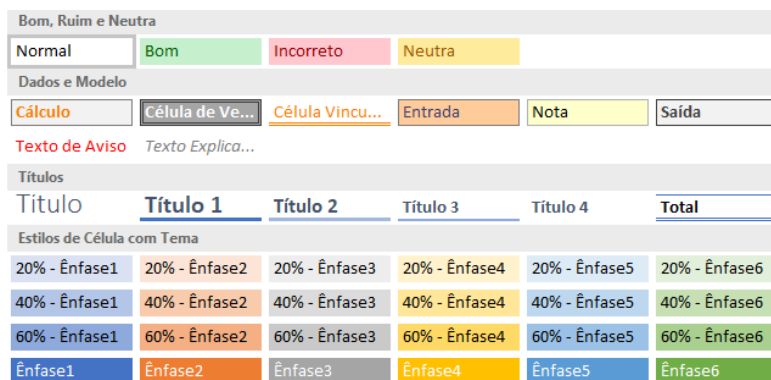 Bom, Ruim e Neutra
Normal Bom Incorreto Neutra
Dados e Modelo
Cálculo Célula de Ve... Célula Vincu... Entrada Nota Saída
Texto de Aviso Texto Explica...
Títulos
Título Título 1 Título 2 Título 3 Título 4 Total
Estilos de Célula com Tema
20% - Ênfase1 20% - Ênfase2 20% - Ênfase3 20% - Ênfase4 20% - Ênfase5 20% - Ênfase6
40% - Ênfase1 40% - Ênfase2 40% - Ênfase3 40% - Ênfase4 40% - Ênfase5 40% - Ênfase6
60% - Ênfase1 60% - Ênfase2 60% - Ênfase3 60% - Ênfase4 60% - Ênfase5 60% - Ênfase6
Ênfase1 Ênfase2 Ênfase3 Ênfase4 Ênfase5 Ênfase6